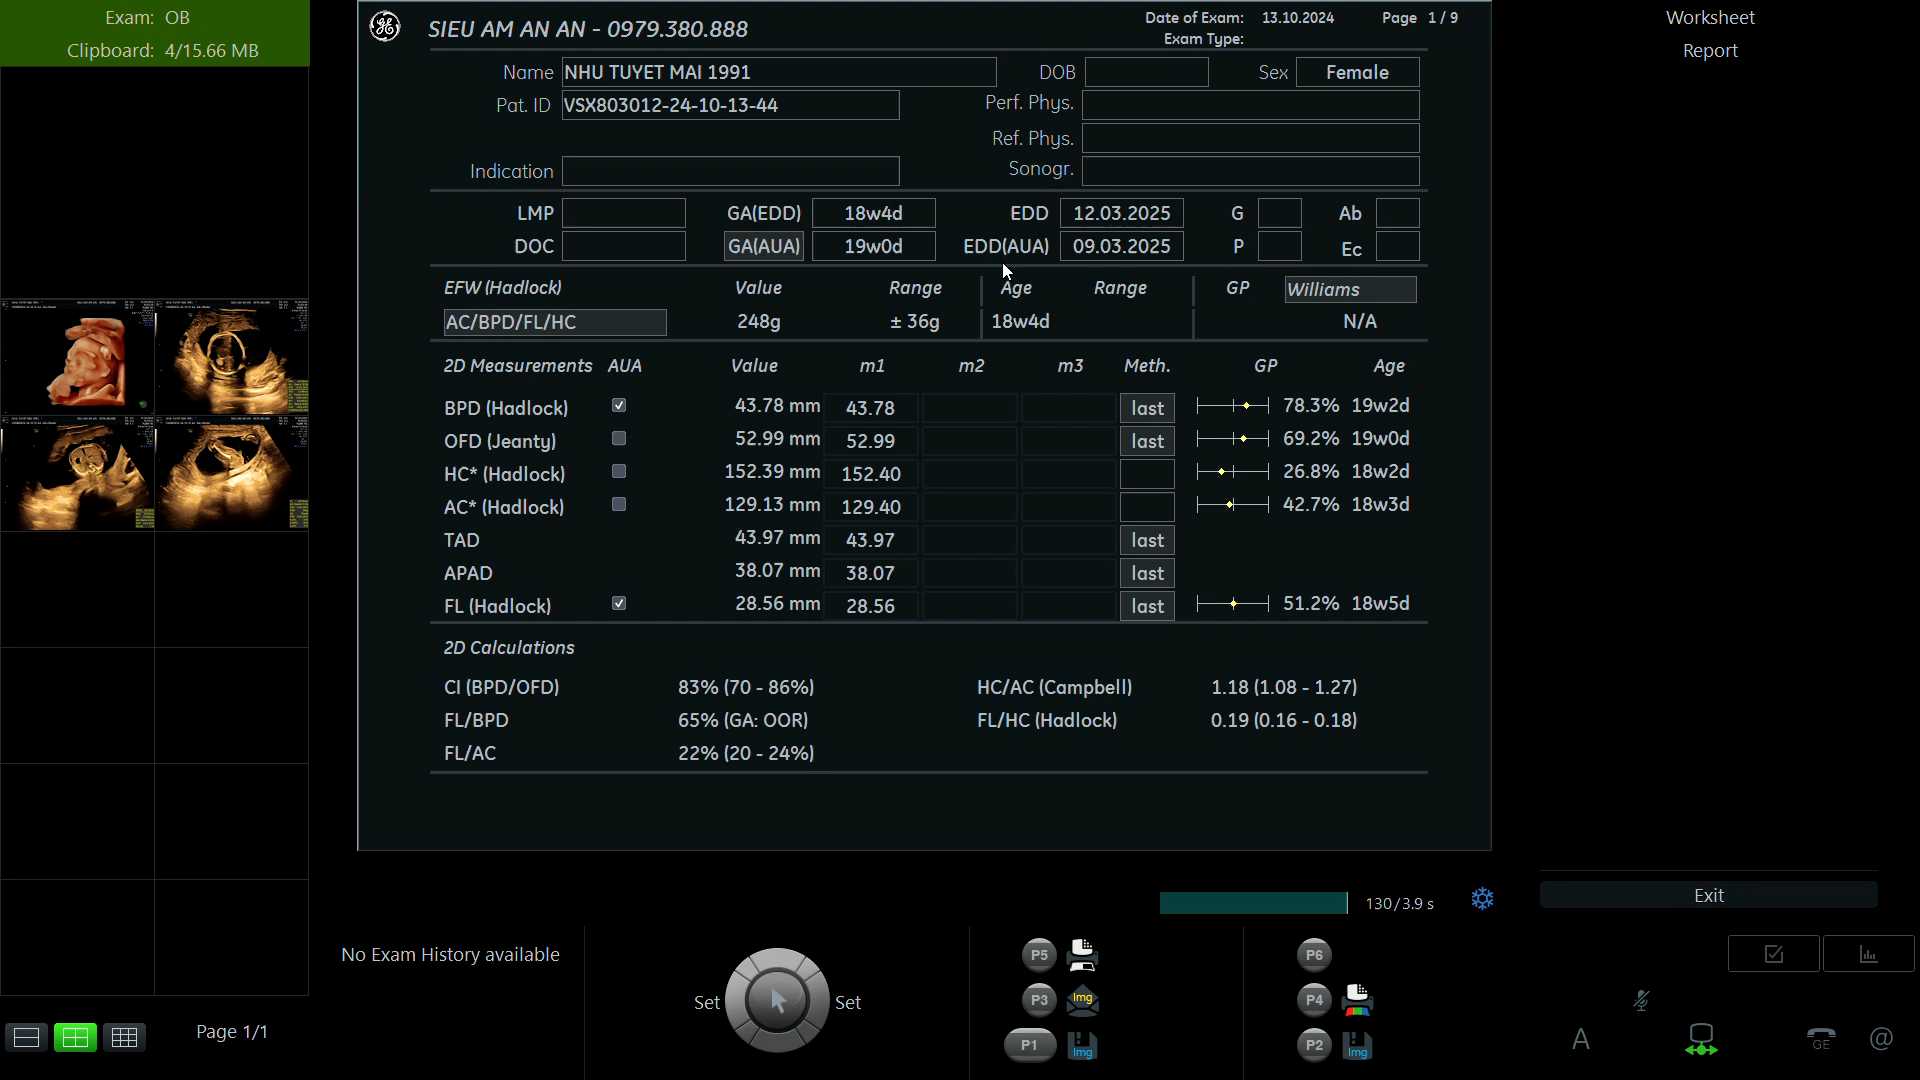 Exam: OB
Clipboard: 4/15.66 MB
SIEU AM AN AN - 0979.380.888
Date of Exam: 13.10.2024 Page 1 / 9
Exam Type:
Name NHU TUYET MAI 1991 DOB Sex Female
Pat. ID VSX803012-24-10-13-44 Perf. Phys.
Ref. Phys.
Indication Sonogr.
LMP GA(EDD) 18w4d EDD 12.03.2025 G Ab
DOC GA(AUA) 19w0d EDD(AUA) 09.03.2025 P Ec
EFW (Hadlock) Value Range Age Range GP Williams
AC/BPD/FL/HC 248g ± 36g 18w4d N/A
2D Measurements AUA Value m1 m2 m3 Meth. GP Age
BPD (Hadlock) 43.78 mm 43.78 last 78.3% 19w2d
OFD (Jeanty) 52.99 mm 52.99 last 69.2% 19w0d
HC* (Hadlock) 152.39 mm 152.40 26.8% 18w2d
AC* (Hadlock) 129.13 mm 129.40 42.7% 18w3d
TAD 43.97 mm 43.97 last
APAD 38.07 mm 38.07 last
FL (Hadlock) 28.56 mm 28.56 last 51.2% 18w5d
2D Calculations
CI (BPD/OFD) 83% (70 - 86%) HC/AC (Campbell) 1.18 (1.08 - 1.27)
FL/BPD 65% (GA: OOR) FL/HC (Hadlock) 0.19 (0.16 - 0.18)
FL/AC 22% (20 - 24%)
Worksheet
Report
130/3.9 s
Exit
No Exam History available
Set Set
P5 P6
P3 Img P4
P1 Img P2 Img
Page 1/1
A GE @